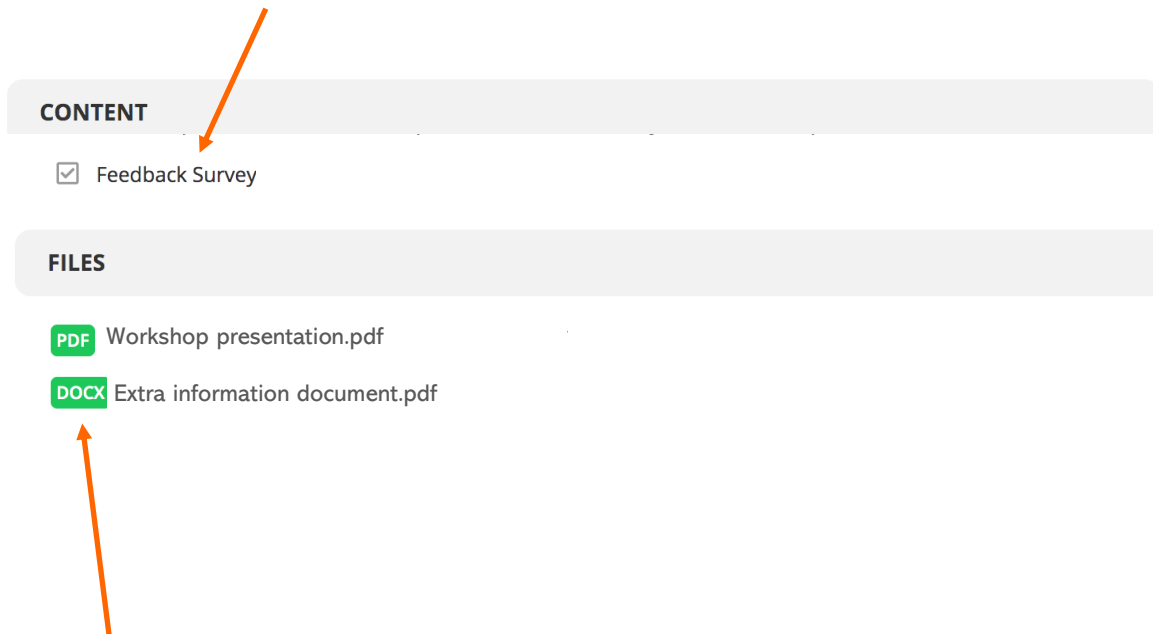 CONTENT
Feedback Survey
FILES
PDF Workshop presentation.pdf
DOCX Extra information document.pdf